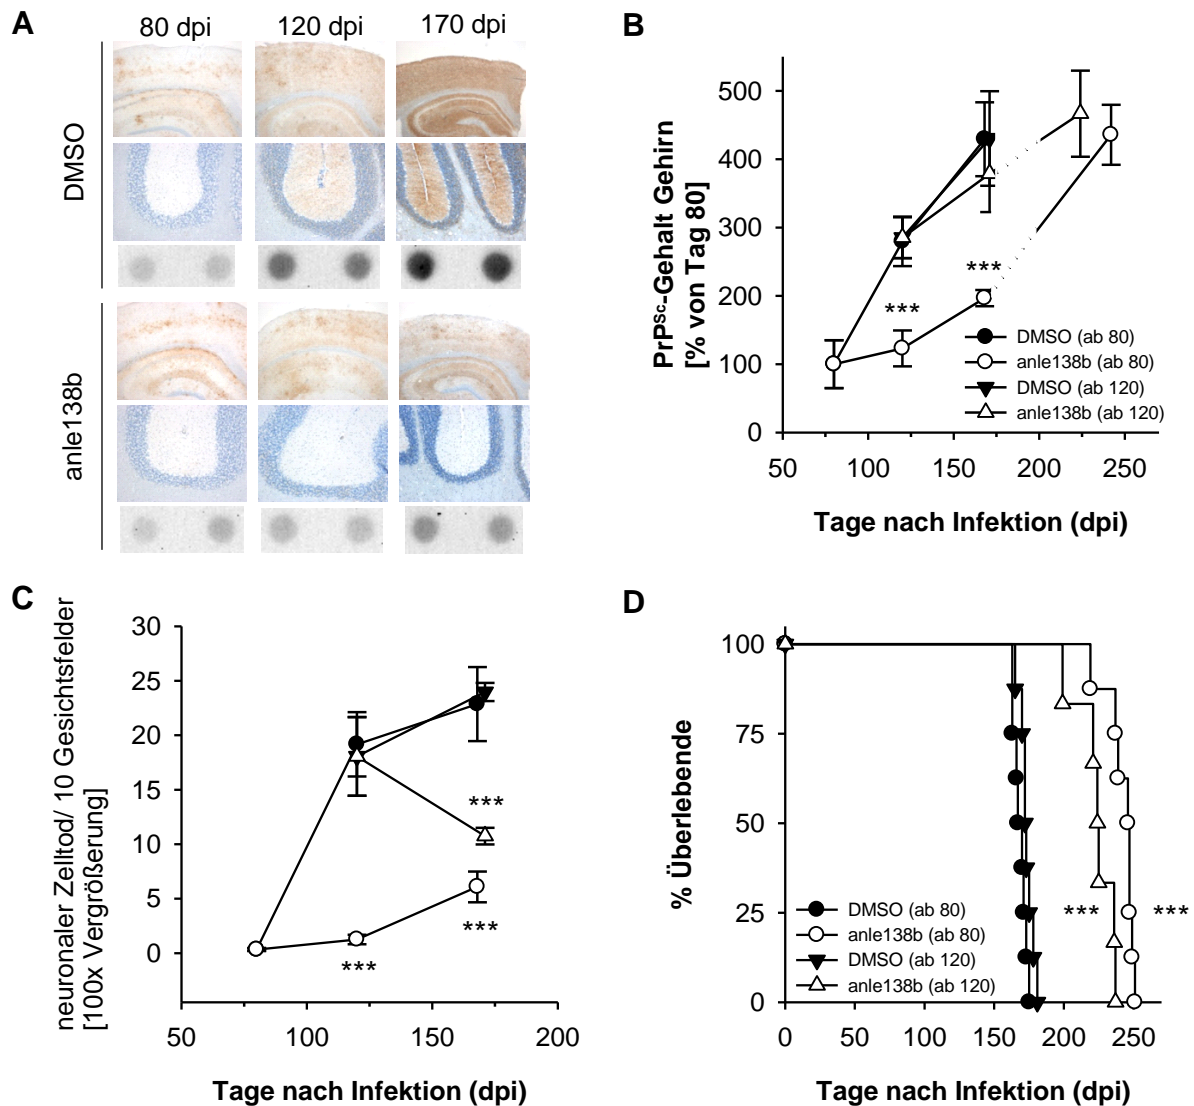 A
80 dpi
120 dpi
170 dpi
DMSO
anle138b
B
PrPSc-Gehalt Gehirn
[% von Tag 80]
500
400
300
200
100
0
***
***
DMSO (ab 80)
anle138b (ab 80)
DMSO (ab 120)
anle138b (ab 120)
50
100
150
200
250
Tage nach Infektion (dpi)
C
neuronaler Zelltod/ 10 Gesichtsfelder
[100x Vergrößerung]
30
25
20
15
10
5
0
***
***
***
50
100
150
200
Tage nach Infektion (dpi)
D
% Überlebende
100
75
50
25
0
DMSO (ab 80)
anle138b (ab 80)
DMSO (ab 120)
anle138b (ab 120)
***
***
0
50
100
150
200
250
Tage nach Infektion (dpi)